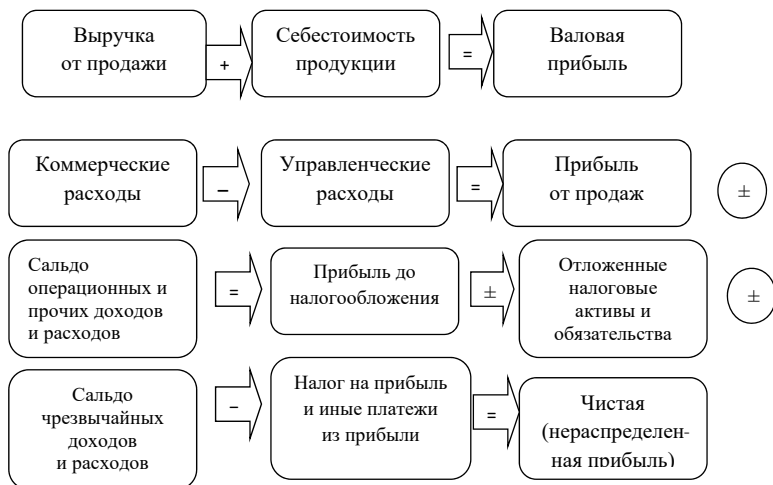 Выручка
от продажи
+
Себестоимость
продукции
=
Валовая
прибыль
Коммерческие
расходы
–
Управленческие
расходы
=
Прибыль
от продаж
±
Сальдо
операционных и
прочих доходов
и расходов
=
Прибыль до
налогообложения
±
Отложенные
налоговые
активы и
обязательства
±
Сальдо
чрезвычайных
доходов
и расходов
–
Налог на прибыль
и иные платежи
из прибыли
=
Чистая
(нераспределен-
ная прибыль)